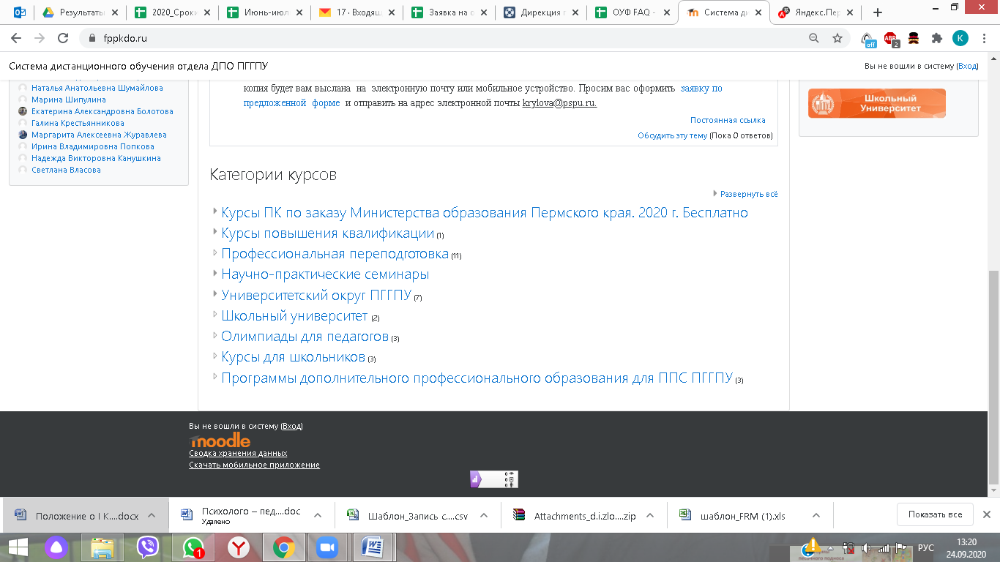 Результаты
2020_Сроки
Июнь-июл
17 · Входящ
Заявка на о
Дирекция п
ОУФ FAQ -
Система ди
Яндекс.Пер
fppkdo.ru
off
ABP
2
K
Система дистанционного обучения отдела ДПО ПГГПУ
Вы не вошли в систему (Вход)
Наталья Анатольевна Шумайлова
Марина Шипулина
Екатерина Александровна Болотова
Галина Крестьянникова
Маргарита Алексеевна Журавлева
Ирина Владимировна Попкова
Надежда Викторовна Канушкина
Светлана Власова
копия будет вам выслана на электронную почту или мобильное устройство. Просим вас оформить заявку по
предложенной форме и отправить на адрес электронной почты krylova@pspu.ru.
Постоянная ссылка
Обсудить эту тему (Пока 0 ответов)
Школьный
Университет
Категории курсов
Развернуть всё
Курсы ПК по заказу Министерства образования Пермского края. 2020 г. Бесплатно
Курсы повышения квалификации (1)
Профессиональная переподготовка (11)
Научно-практические семинары
Университетский округ ПГГПУ (7)
Школьный университет (2)
Олимпиады для педагогов (3)
Курсы для школьников (3)
Программы дополнительного профессионального образования для ППС ПГГПУ (3)
Вы не вошли в систему (Вход)
moodle
Сводка хранения данных
Скачать мобильное приложение
0
0
0
Положение о I К....docx
Психолого – пед....doc
Удалено
Шаблон_Запись с....csv
Attachments_d.i.zlo....zip
шаблон_FRM (1).xls
Показать все
1
РУС
13:20
24.09.2020